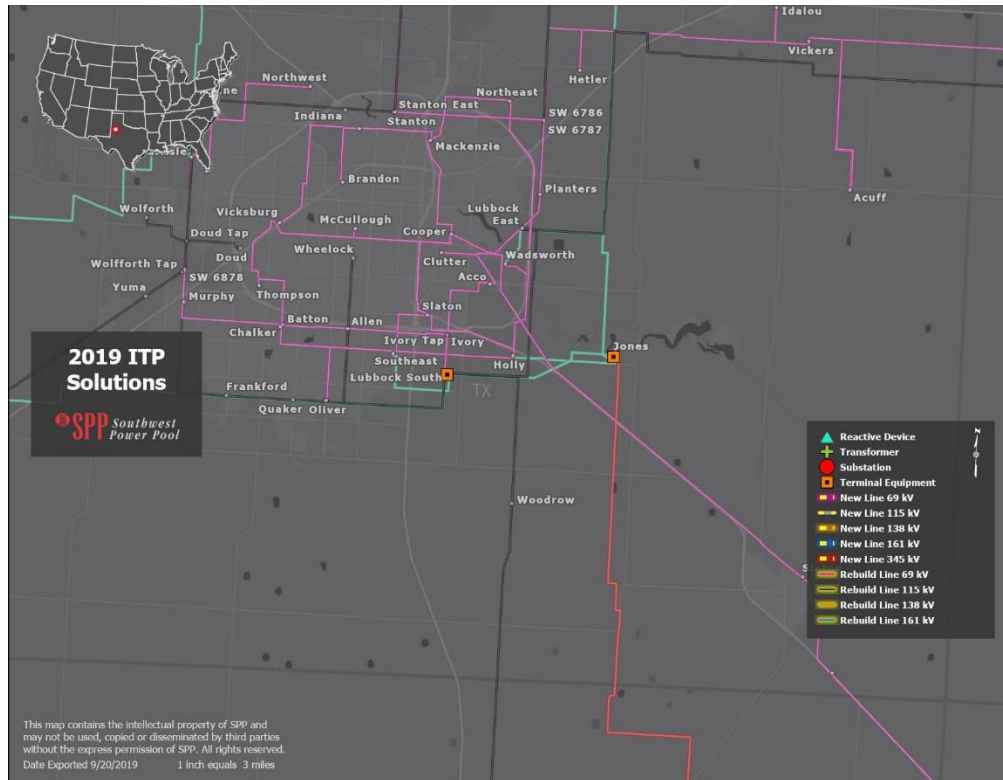 Idalou
Vickers
Hetler
Northwest
Northeast
Stanton East
Indiana
Stanton
SW 6786
SW 6787
Mackenzie
Brandon
Planters
Acuff
Wolforth
Vicksburg
McCullough
Lubbock
East
Cooper
Doud Tap
Doud
Wheelock
Clutter
Wadsworth
Wolfforth Tap
SW 6878
Acco
Yuma
Murphy
Thompson
Slaton
Batton
Allen
Chalker
Ivory Tap
Ivory
Jones
Southeast
Holly
Lubbock South
TX
Frankford
Quaker
Oliver
Woodrow
2019 ITP
Solutions
SPP Southwest
Power Pool
N
Reactive Device
Transformer
Substation
Terminal Equipment
New Line 69 kV
New Line 115 kV
New Line 138 kV
New Line 161 kV
New Line 345 kV
Rebuild Line 69 kV
Rebuild Line 115 kV
Rebuild Line 138 kV
Rebuild Line 161 kV
This map contains the intellectual property of SPP and
may not be used, copied or disseminated by third parties
without the express permission of SPP. All rights reserved.
Date Exported 9/20/2019 1 inch equals 3 miles